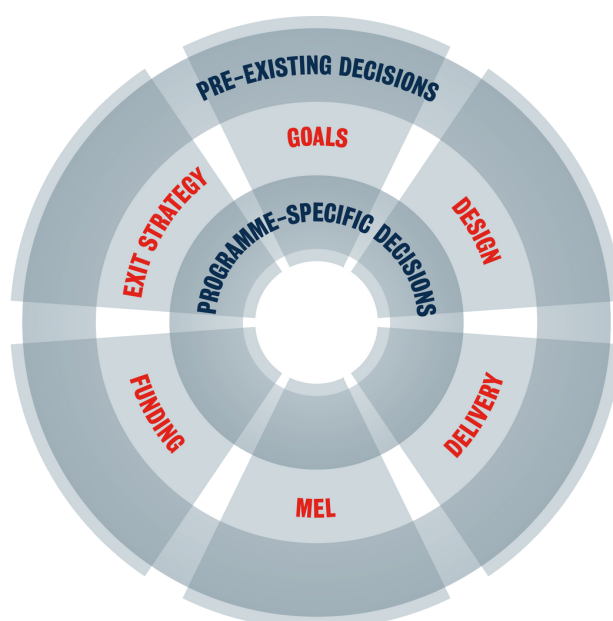 PRE-EXISTING DECISIONS
GOALS
PROGRAMME-SPECIFIC DECISIONS
EXIT STRATEGY
DESIGN
FUNDING
DELIVERY
MEL